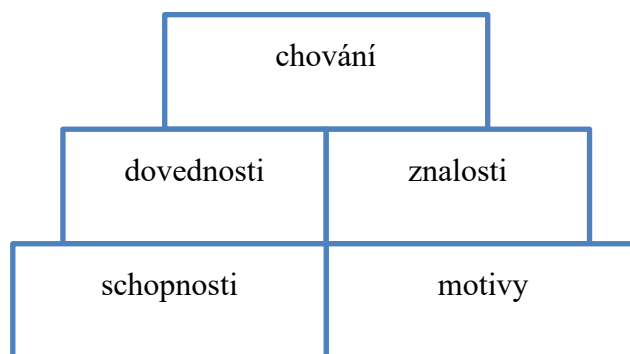 chování
dovednosti znalosti
schopnosti motivy